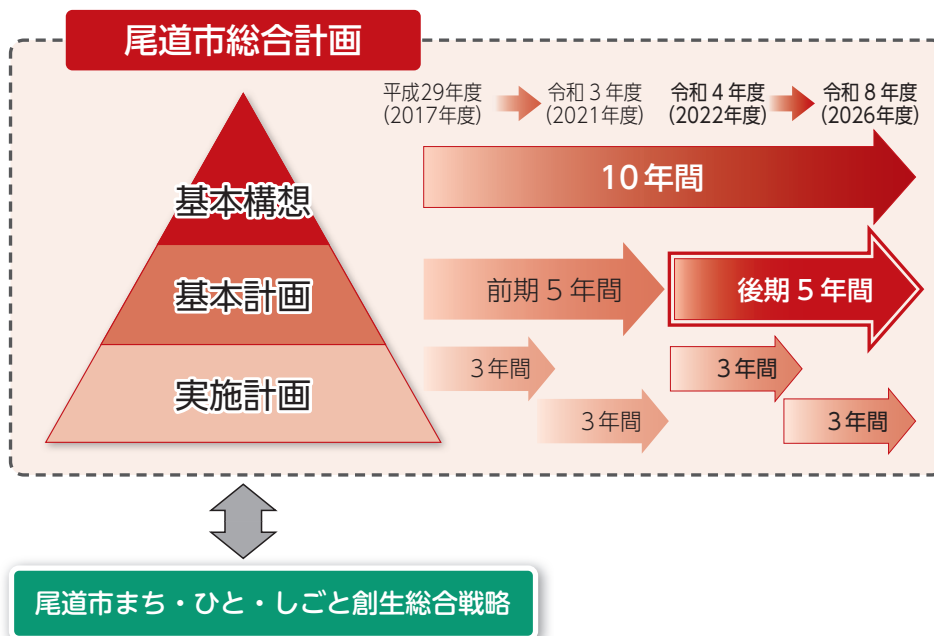 尾道市総合計画
平成29年度
(2017年度)
令和3年度
(2021年度)
令和4年度
(2022年度)
令和8年度
(2026年度)
基本構想
10年間
基本計画
前期5年間
後期5年間
実施計画
3年間
3年間
3年間
3年間
尾道市まち・ひと・しごと創生総合戦略